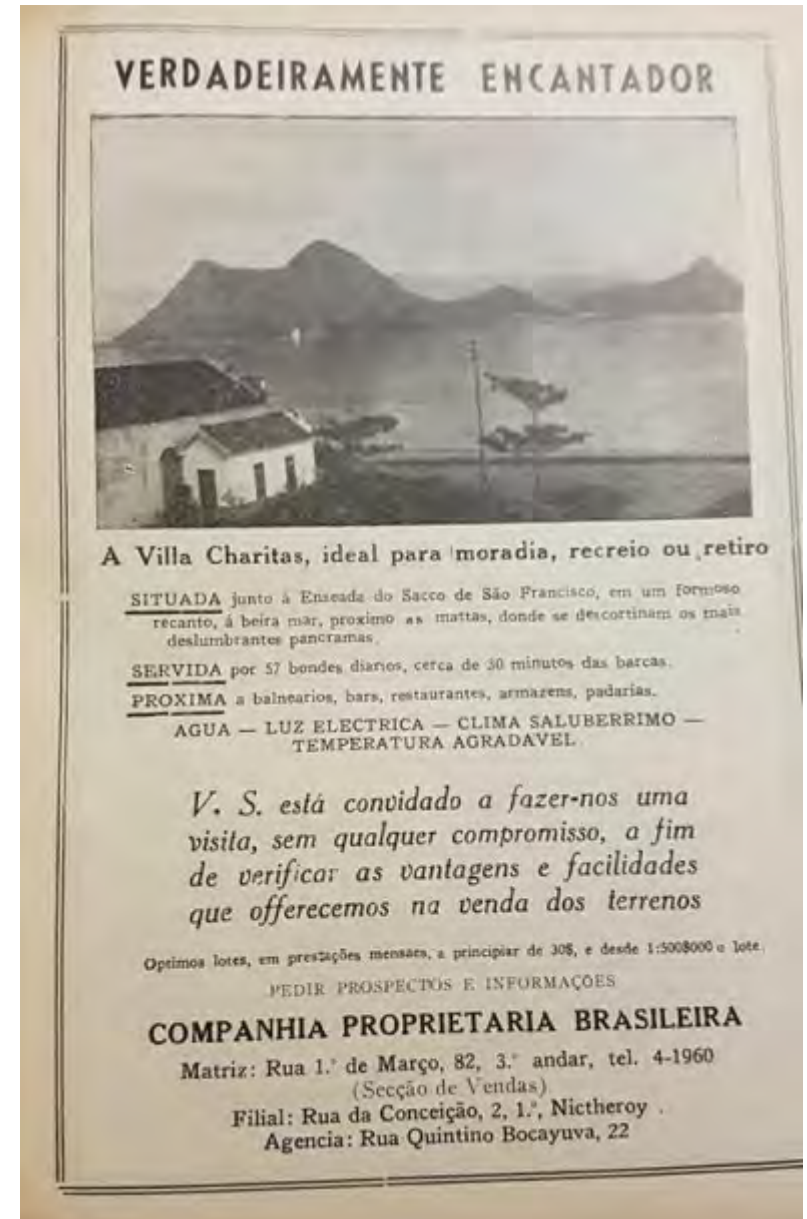 VERDADEIRAMENTE ENCANTADOR
A Villa Charitas, ideal para moradia, recreio ou retiro
SITUADA junto á Enseada do Sacco de São Francisco, em um formoso
recanto, á beira mar, proximo as mattas, donde se descortinam os mais
deslumbrantes panoramas.
SERVIDA por 57 bondes diarios, cerca de 30 minutos das barcas.
PROXIMA a balnearios, bars, restaurantes, armazens, padarias.
AGUA — LUZ ELECTRICA — CLIMA SALUBERRIMO —
TEMPERATURA AGRADAVEL
V. S. está convidado a fazer-nos uma
visita, sem qualquer compromisso, a fim
de verificar as vantagens e facilidades
que offerecemos na venda dos terrenos
Optimos lotes, em prestações mensaes, a principiar de 30$, e desde 1:500$000 o lote.
PEDIR PROSPECTOS E INFORMAÇÕES
COMPANHIA PROPRIETARIA BRASILEIRA
Matriz: Rua 1.º de Março, 82, 3.º andar, tel. 4-1960
(Secção de Vendas)
Filial: Rua da Conceição, 2, 1.º, Nictheroy.
Agencia: Rua Quintino Bocayuva, 22